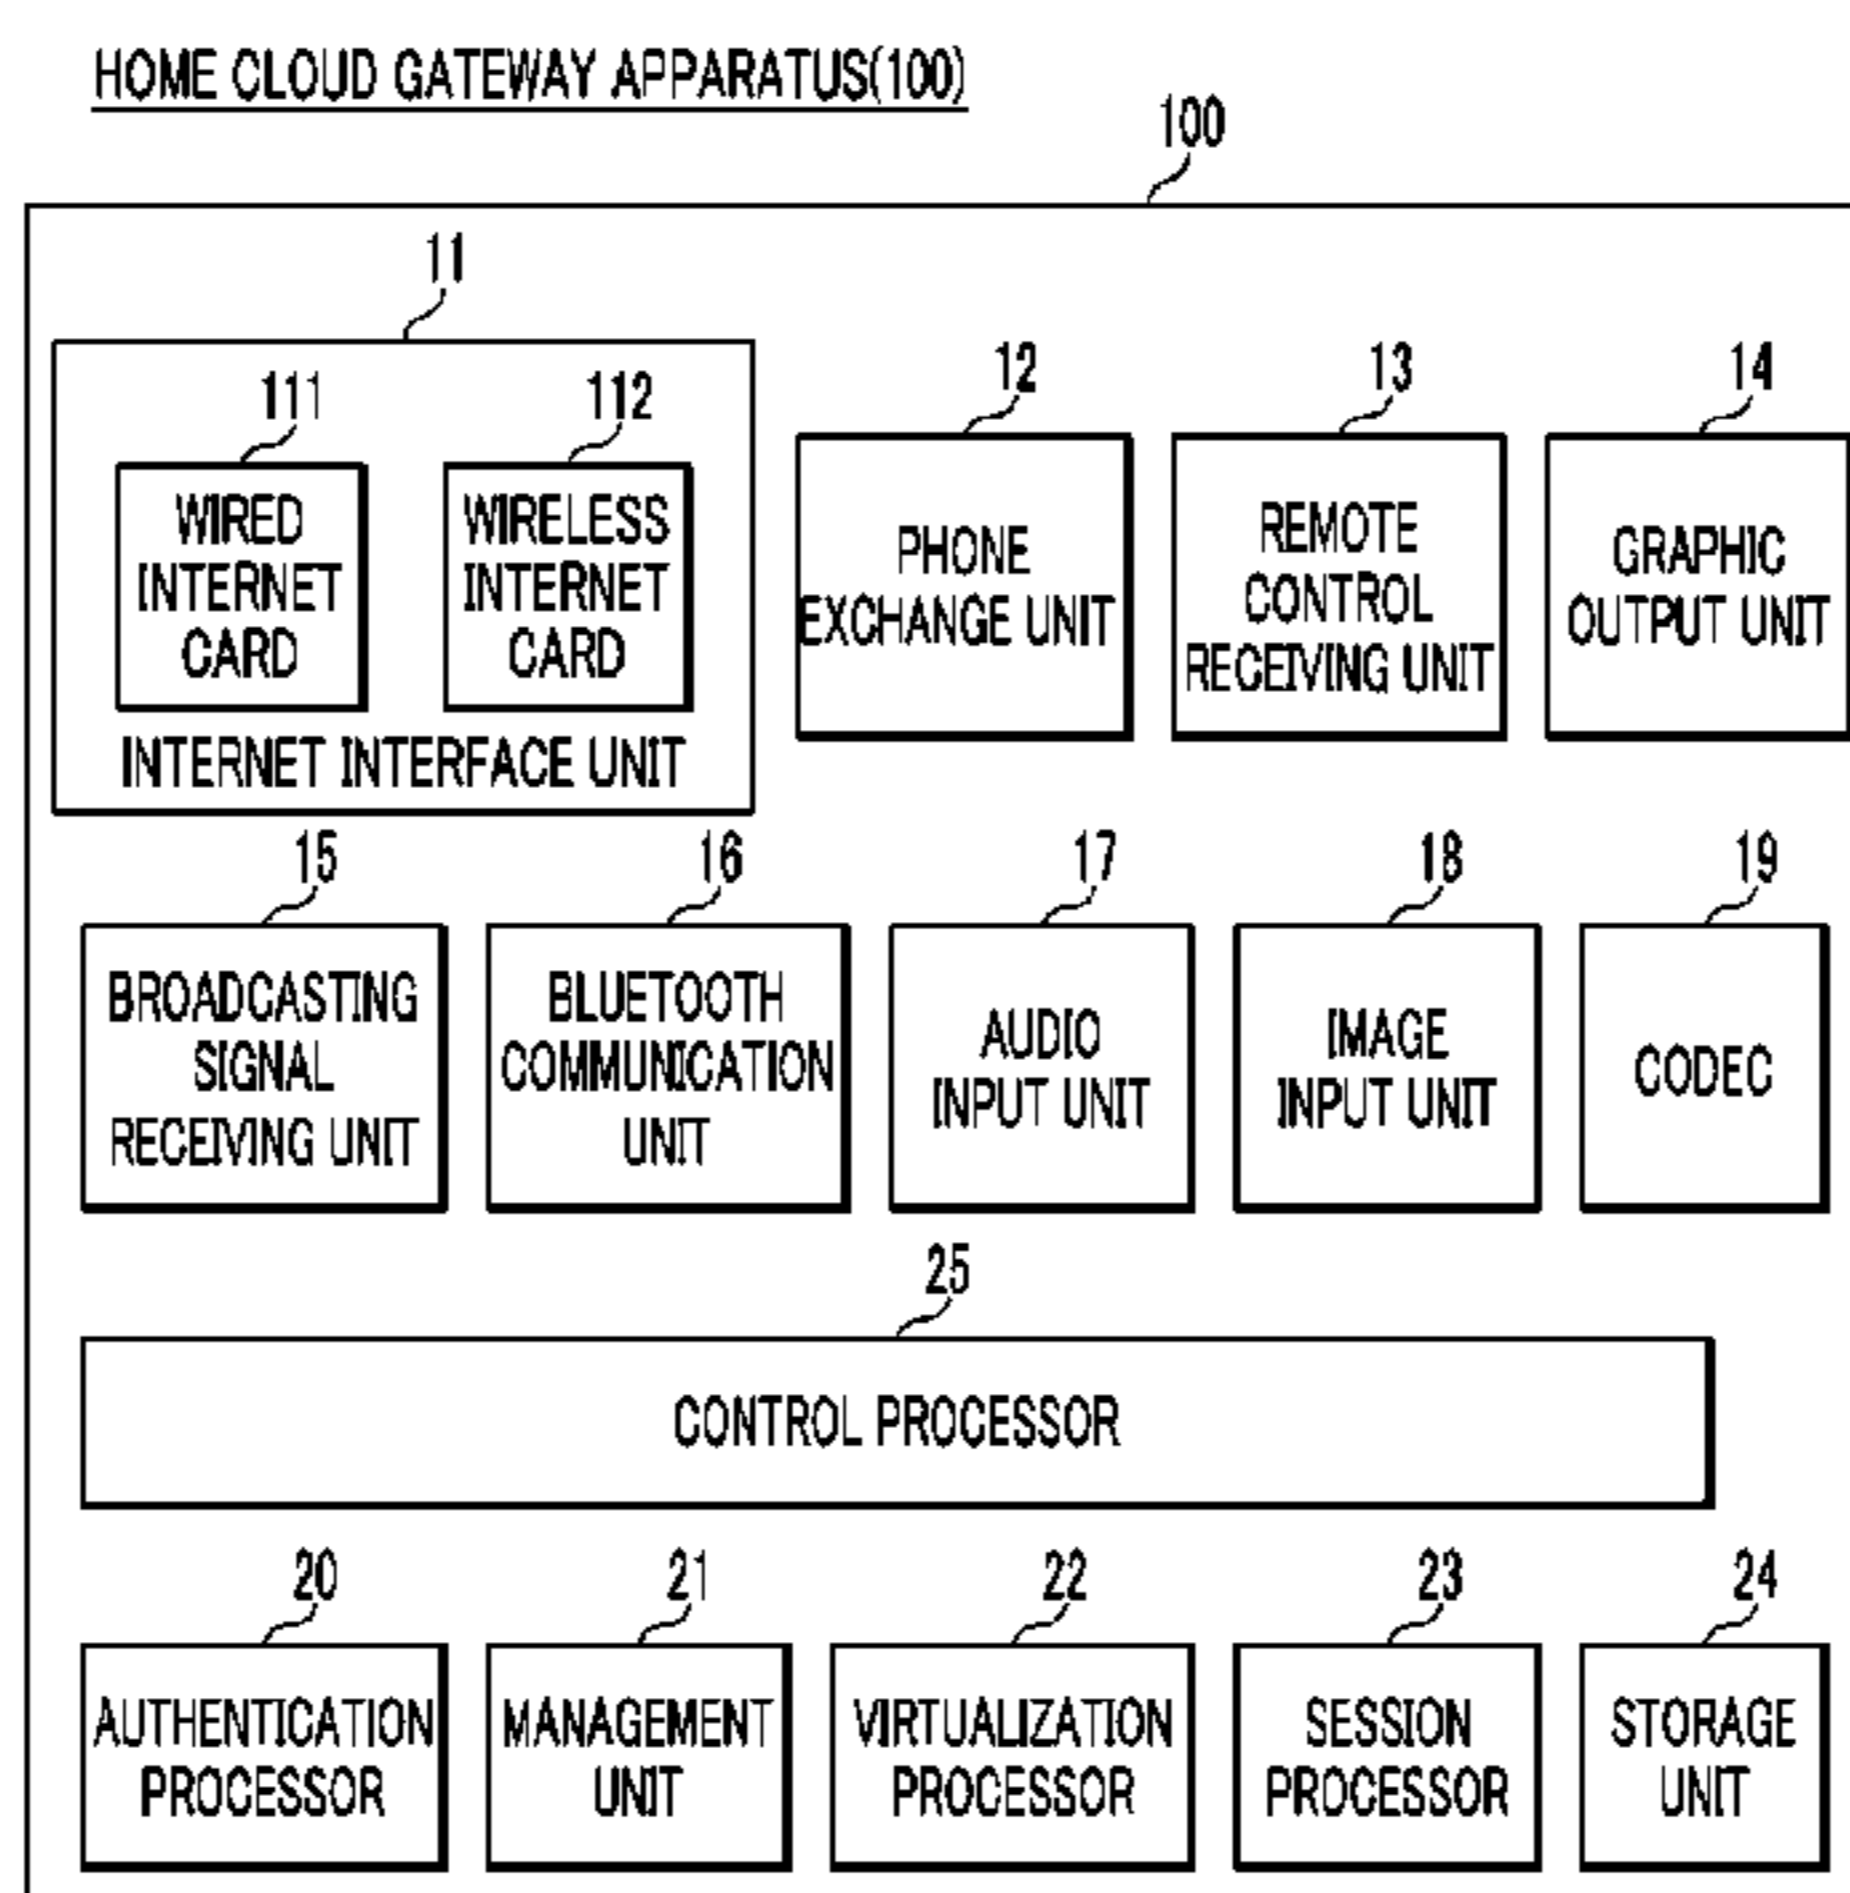 HOME CLOUD GATEWAY APPARATUS(100)
100
11
111
112
12
13
14
WIRED
INTERNET
CARD
WIRELESS
INTERNET
CARD
INTERNET INTERFACE UNIT
PHONE
EXCHANGE UNIT
REMOTE
CONTROL
RECEIVING UNIT
GRAPHIC
OUTPUT UNIT
15
16
17
18
19
BROADCASTING
SIGNAL
RECEIVING UNIT
BLUETOOTH
COMMUNICATION
UNIT
AUDIO
INPUT UNIT
IMAGE
INPUT UNIT
CODEC
25
CONTROL PROCESSOR
20
21
22
23
24
AUTHENTICATION
PROCESSOR
MANAGEMENT
UNIT
VIRTUALIZATION
PROCESSOR
SESSION
PROCESSOR
STORAGE
UNIT